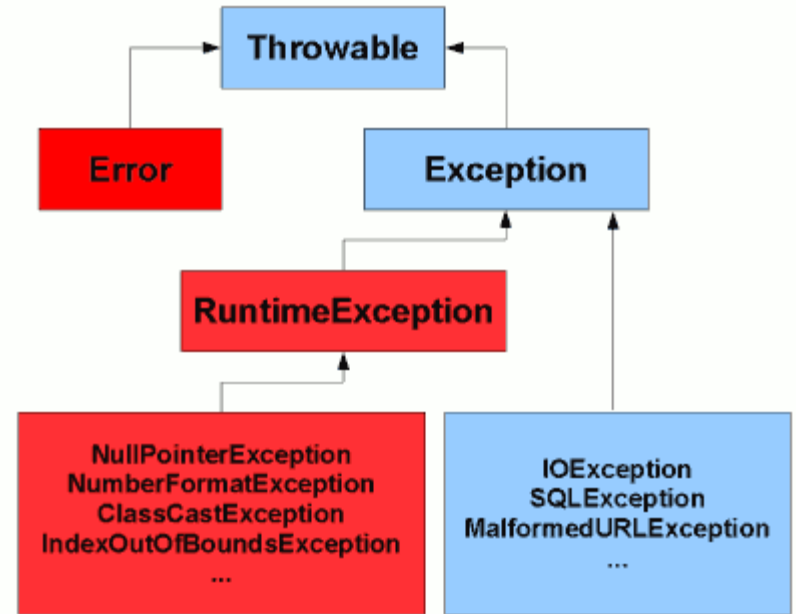 Throwable
Error
Exception
RuntimeException
NullPointerException
NumberFormatException
ClassCastException
IndexOutOfBoundsException
...
IOException
SQLException
MalformedURLException
...